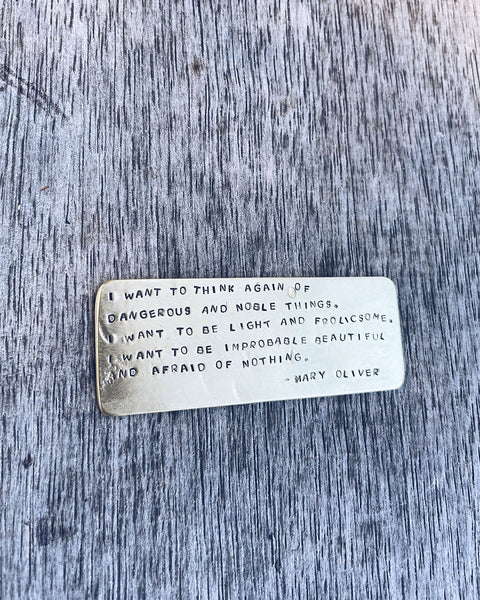 I WANT TO THINK AGAIN OF
DANGEROUS AND NOBLE THINGS.
I WANT TO BE LIGHT AND FROLICSOME.
I WANT TO BE IMPROBABLE BEAUTIFUL
AND AFRAID OF NOTHING.
-MARY OLIVER